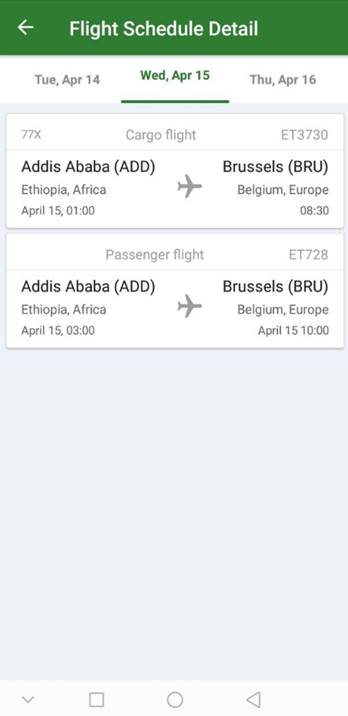 Flight Schedule Detail
Tue, Apr 14 Wed, Apr 15 Thu, Apr 16
77X Cargo flight ET3730
Addis Ababa (ADD) Brussels (BRU)
Ethiopia, Africa Belgium, Europe
April 15, 01:00 08:30
Passenger flight ET728
Addis Ababa (ADD) Brussels (BRU)
Ethiopia, Africa Belgium, Europe
April 15, 03:00 April 15 10:00